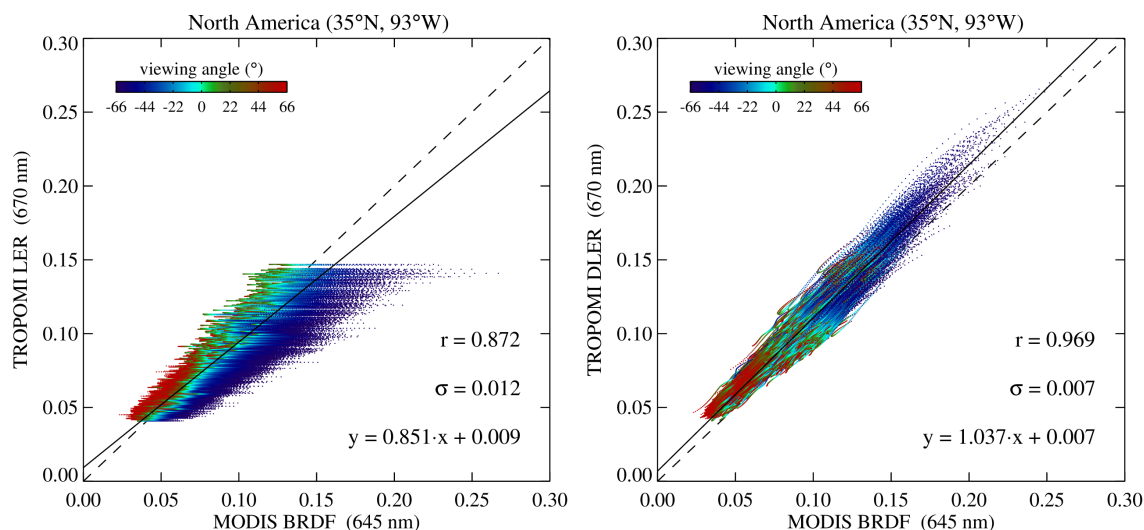 North America (35°N, 93°W)
viewing angle (°)
-66 -44 -22 0 22 44 66
0.30
0.25
0.20
0.15
0.10
0.05
0.00
TROPOMI LER (670 nm)
r = 0.872
σ = 0.012
y = 0.851·x + 0.009
0.00 0.05 0.10 0.15 0.20 0.25 0.30
MODIS BRDF (645 nm)
North America (35°N, 93°W)
viewing angle (°)
-66 -44 -22 0 22 44 66
0.30
0.25
0.20
0.15
0.10
0.05
0.00
TROPOMI DLER (670 nm)
r = 0.969
σ = 0.007
y = 1.037·x + 0.007
0.00 0.05 0.10 0.15 0.20 0.25 0.30
MODIS BRDF (645 nm)